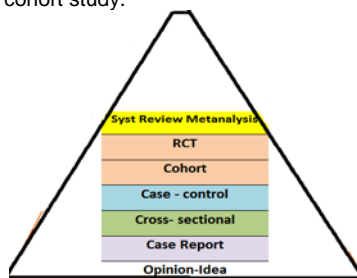 cohort study.
Syst Review Metanalysis
RCT
Cohort
Case - control
Cross- sectional
Case Report
Opinion-Idea